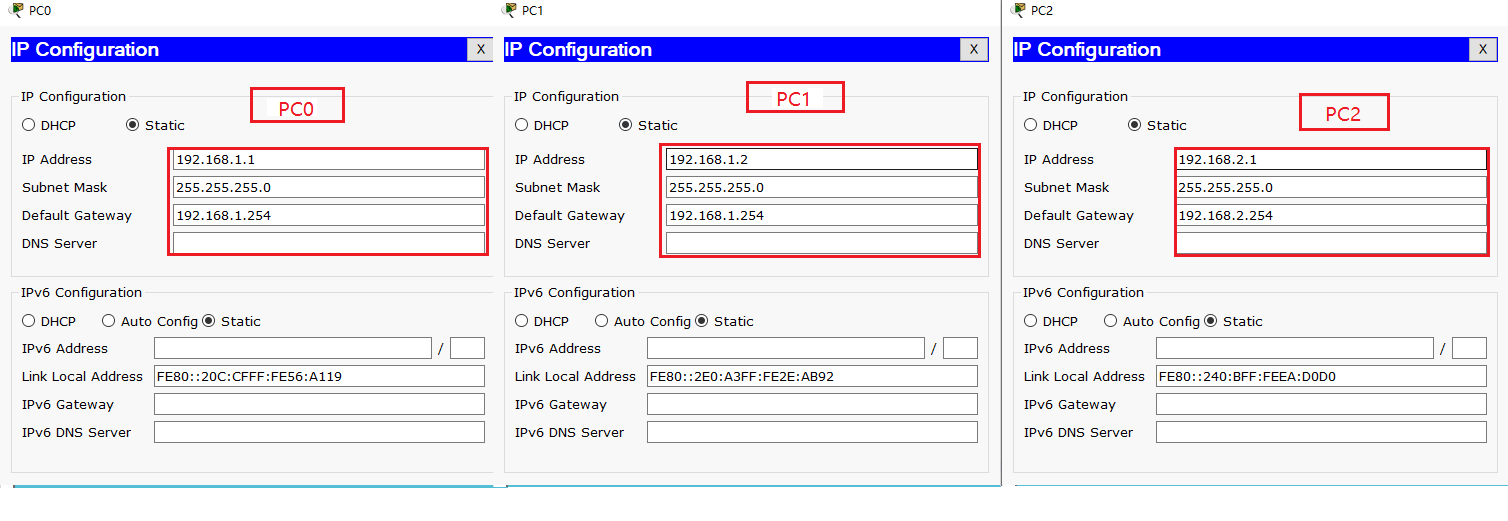 PC0
IP Configuration
X
IP Configuration
PC0
DHCP Static
IP Address 192.168.1.1
Subnet Mask 255.255.255.0
Default Gateway 192.168.1.254
DNS Server
IPv6 Configuration
DHCP Auto Config Static
IPv6 Address /
Link Local Address FE80::20C:CFFF:FE56:A119
IPv6 Gateway
IPv6 DNS Server
PC1
IP Configuration
X
IP Configuration
PC1
DHCP Static
IP Address 192.168.1.2
Subnet Mask 255.255.255.0
Default Gateway 192.168.1.254
DNS Server
IPv6 Configuration
DHCP Auto Config Static
IPv6 Address /
Link Local Address FE80::2E0:A3FF:FE2E:AB92
IPv6 Gateway
IPv6 DNS Server
PC2
IP Configuration
X
IP Configuration
PC2
DHCP Static
IP Address 192.168.2.1
Subnet Mask 255.255.255.0
Default Gateway 192.168.2.254
DNS Server
IPv6 Configuration
DHCP Auto Config Static
IPv6 Address /
Link Local Address FE80::240:BFF:FEEA:D0D0
IPv6 Gateway
IPv6 DNS Server